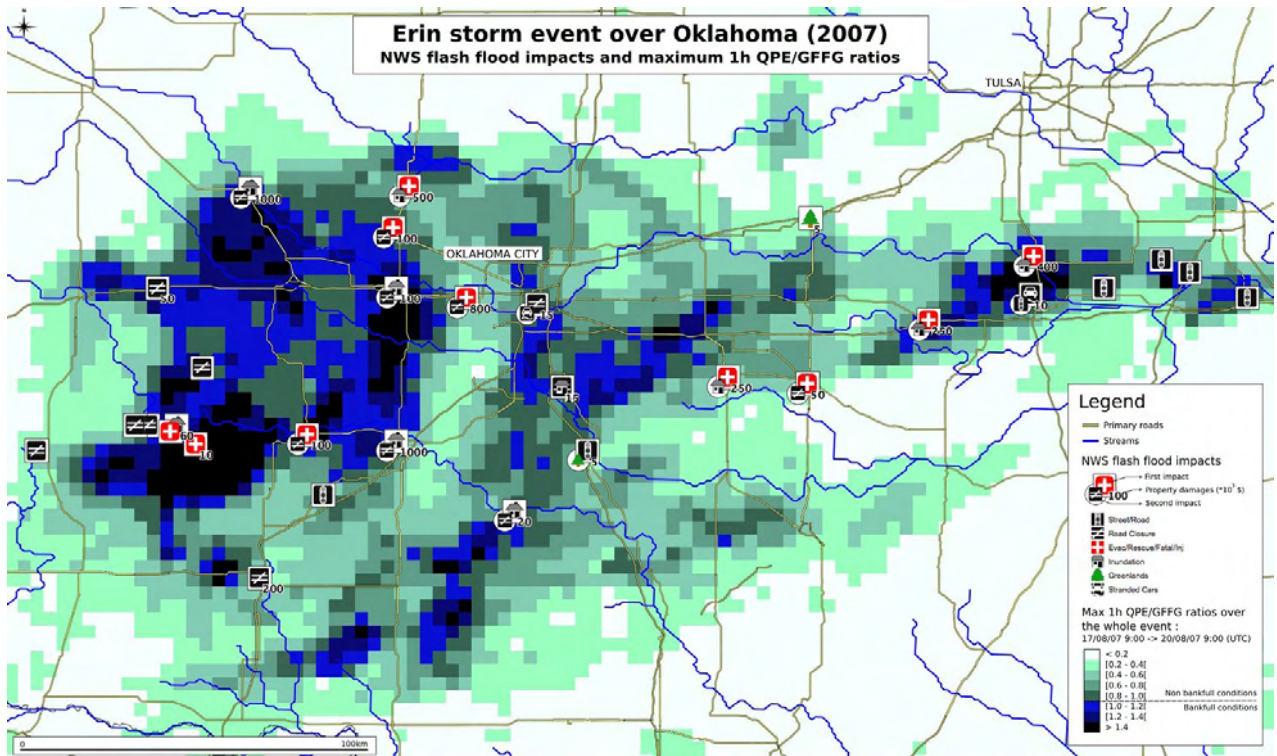 Erin storm event over Oklahoma (2007)
NWS flash flood impacts and maximum 1h QPE/GFFG ratios
N
TULSA
1000
500
5
100
OKLAHOMA CITY
400
50
100
800
15
10
250
15
250
50
60
10
100
1000
5
20
200
Legend
Primary roads
Streams
NWS flash flood impacts
First impact
Property damages (*10³ $)
100
Second impact
Street/Road
Road Closure
Evac/Rescue/Fatal/Inj
Inundation
Greenlands
Stranded Cars
Max 1h QPE/GFFG ratios over
the whole event :
17/08/07 9:00 -> 20/08/07 9:00 (UTC)
< 0.2
[0.2 - 0.4[
[0.4 - 0.6[
[0.6 - 0.8[
[0.8 - 1.0[
Non bankfull conditions
[1.0 - 1.2[
Bankfull conditions
[1.2 - 1.4[
> 1.4
0 100km